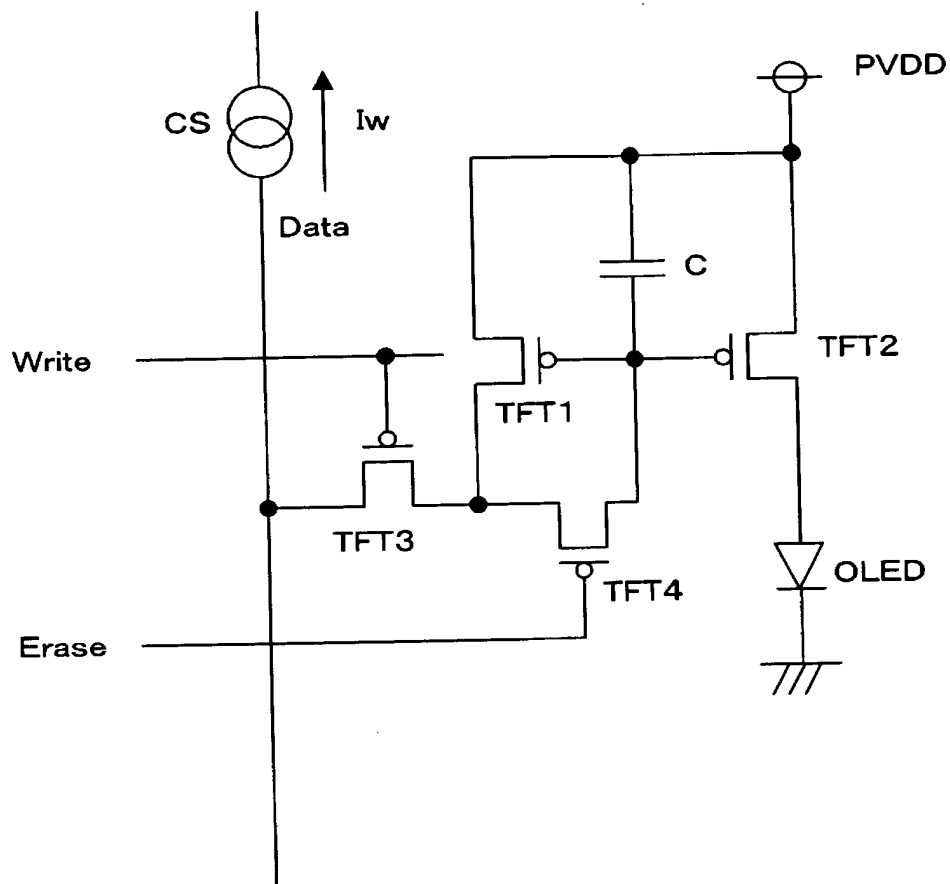 PVDD
CS
Iw
Data
C
Write
TFT2
TFT1
TFT3
OLED
TFT4
Erase